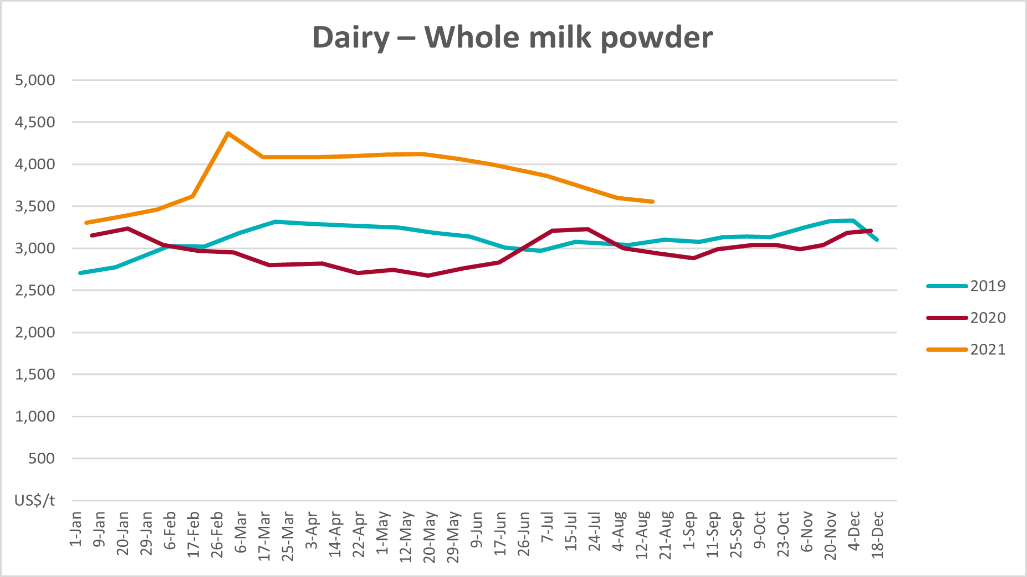 Dairy – Whole milk powder
5,000
4,500
4,000
3,500
3,000
2,500
2,000
1,500
1,000
500
US$/t
1-Jan
9-Jan
20-Jan
29-Jan
6-Feb
17-Feb
26-Feb
6-Mar
17-Mar
25-Mar
3-Apr
14-Apr
22-Apr
1-May
12-May
20-May
29-May
9-Jun
17-Jun
26-Jun
7-Jul
15-Jul
24-Jul
4-Aug
12-Aug
21-Aug
1-Sep
11-Sep
25-Sep
9-Oct
23-Oct
6-Nov
20-Nov
4-Dec
18-Dec
2019
2020
2021